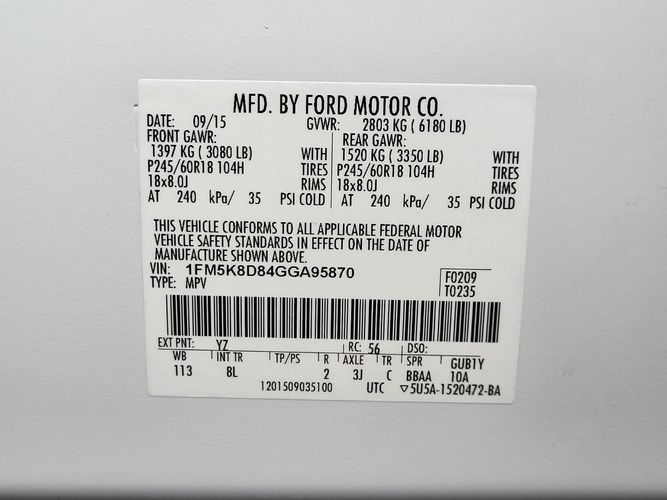 MFD. BY FORD MOTOR CO.
DATE: 09/15 GVWR: 2803 KG ( 6180 LB)
FRONT GAWR: REAR GAWR:
1397 KG ( 3080 LB) WITH 1520 KG ( 3350 LB) WITH
P245/60R18 104H TIRES P245/60R18 104H TIRES
18x8.0J RIMS 18x8.0J RIMS
AT 240 kPa/ 35 PSI COLD AT 240 kPa/ 35 PSI COLD
THIS VEHICLE CONFORMS TO ALL APPLICABLE FEDERAL MOTOR
VEHICLE SAFETY STANDARDS IN EFFECT ON THE DATE OF
MANUFACTURE SHOWN ABOVE.
VIN: 1FM5K8D84GGA95870 F0209
TYPE: MPV T0235
EXT PNT: YZ RC: 56 DSO:
WB INT TR TP/PS R AXLE TR SPR GUB1Y
113 8L 2 3J C BBAA 10A
1201509035100 UTC ▽5U5A-1520472-BA